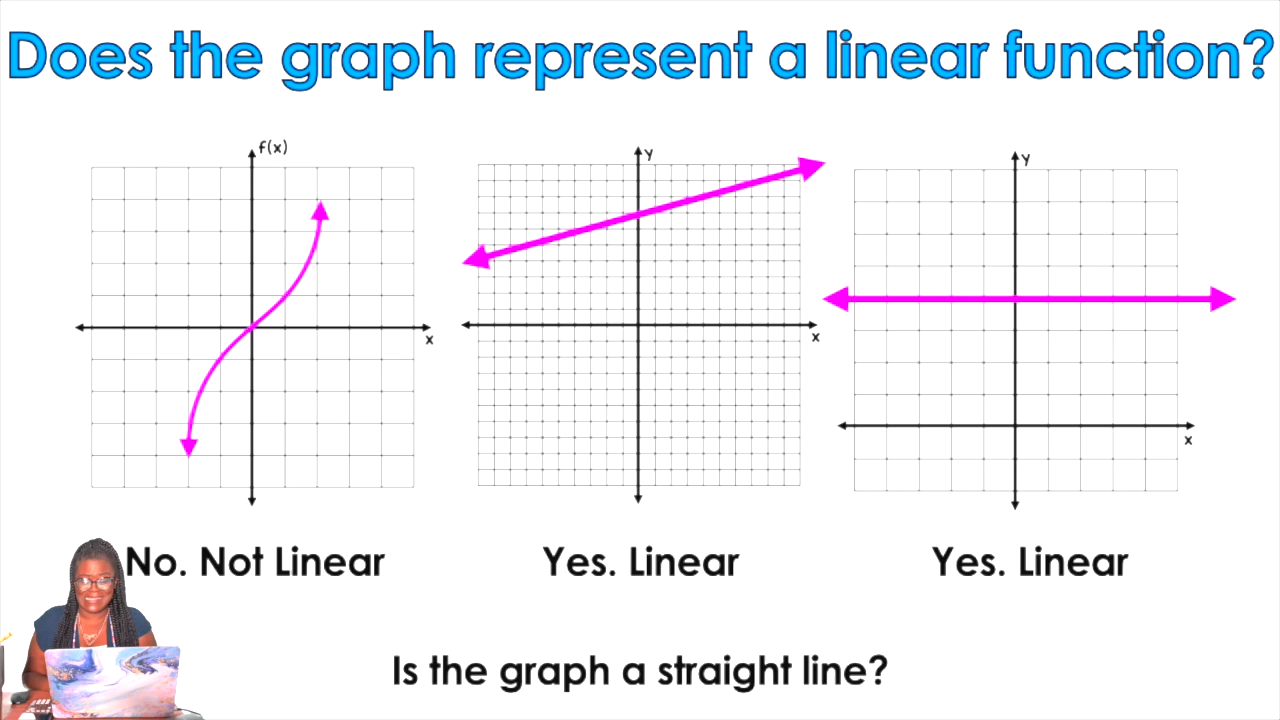 Does the graph represent a linear function?
f(x)
x
y
x
y
x
No. Not Linear
Yes. Linear
Yes. Linear
Is the graph a straight line?